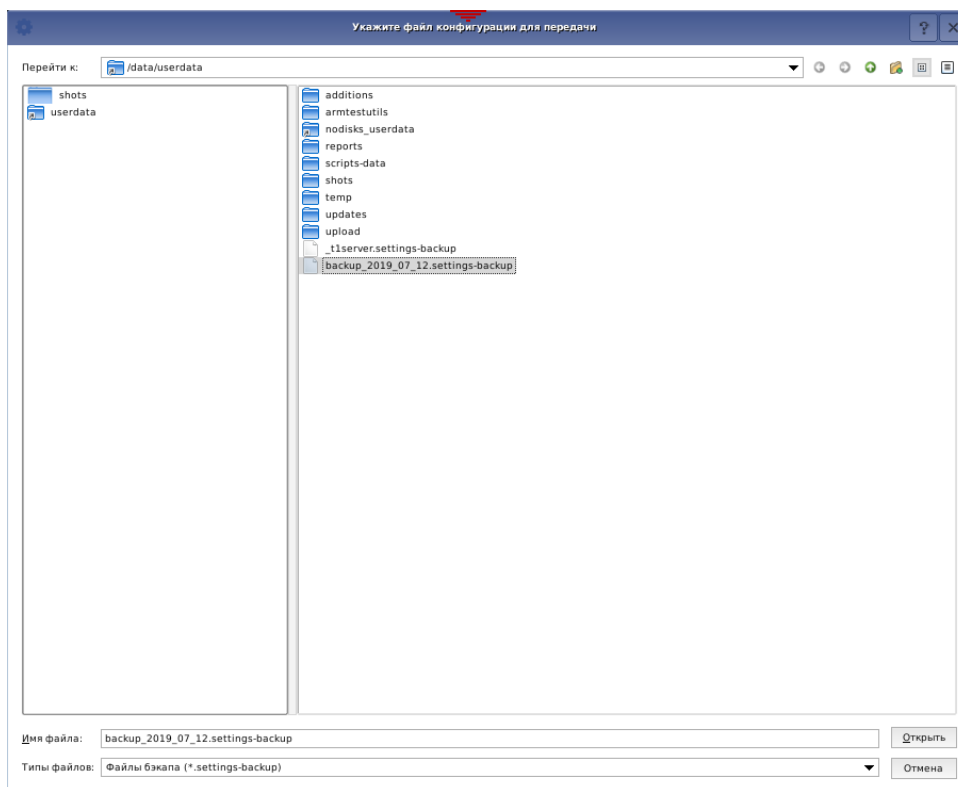 Укажите файл конфигурации для передачи
Перейти к: /data/userdata
shots
userdata
additions
armtestutils
nodisks_userdata
reports
scripts-data
shots
temp
updates
upload
_t1server.settings-backup
backup_2019_07_12.settings-backup
Имя файла: backup_2019_07_12.settings-backup Открыть
Типы файлов: Файлы бэкапа (*.settings-backup) Отмена